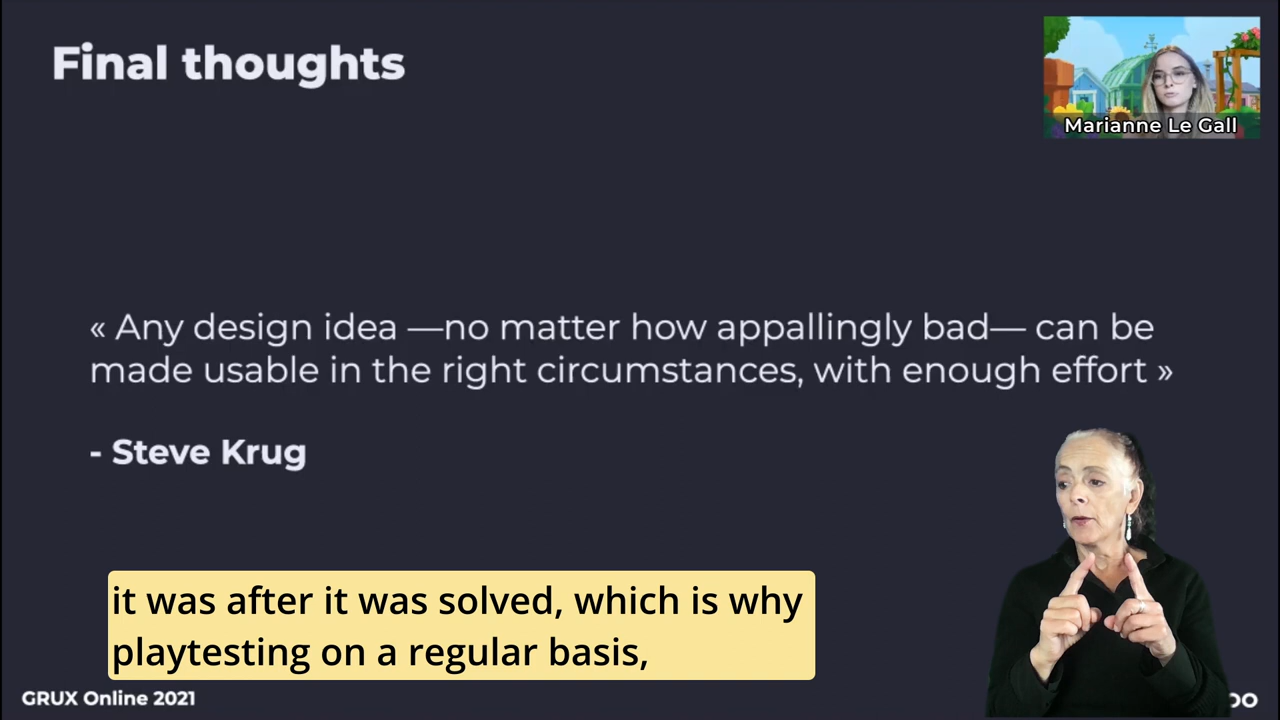 Final thoughts
Marianne Le Gall
« Any design idea —no matter how appallingly bad— can be
made usable in the right circumstances, with enough effort »
- Steve Krug
it was after it was solved, which is why
playtesting on a regular basis,
GRUX Online 2021